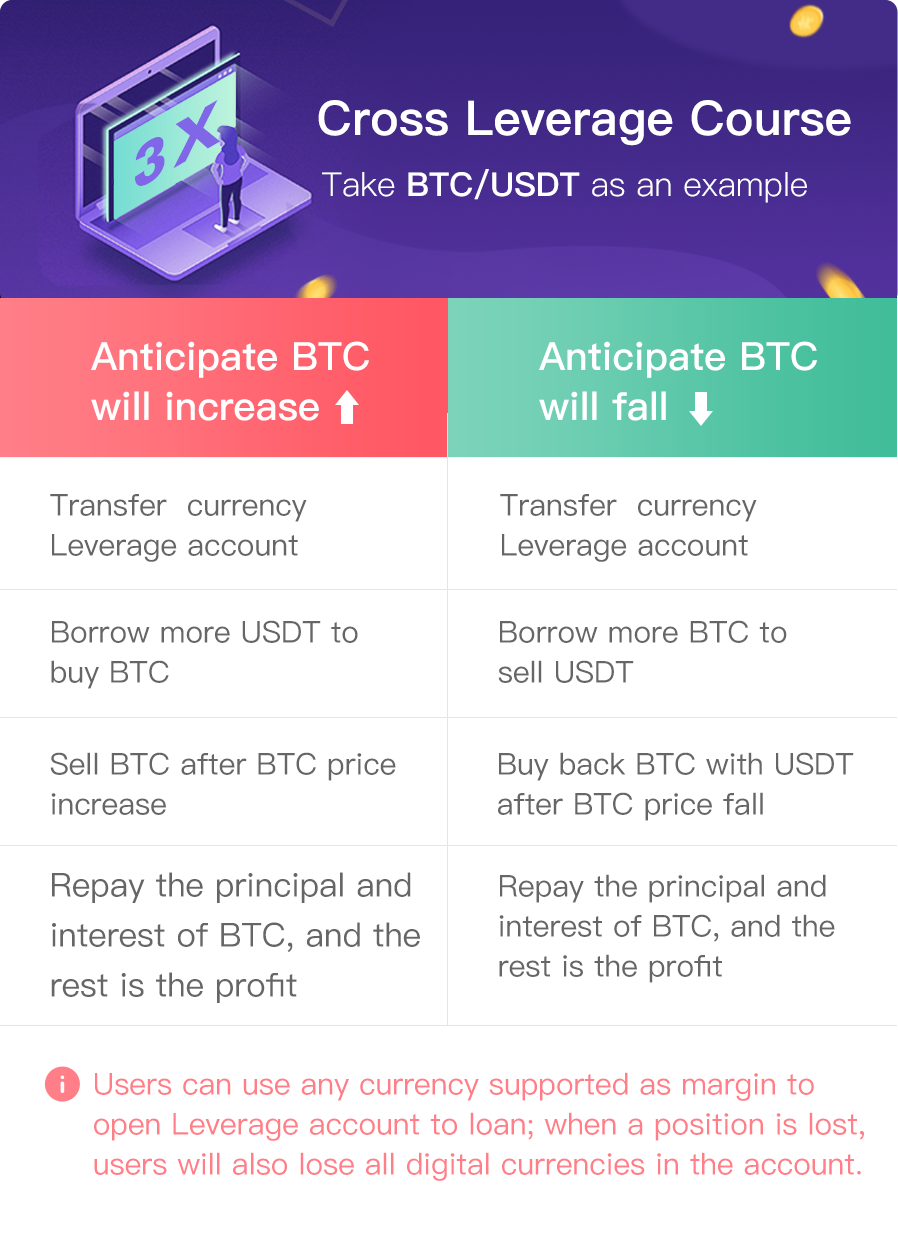 3X
Cross Leverage Course
Take BTC/USDT as an example
Anticipate BTC
will increase
Anticipate BTC
will fall
Transfer currency
Leverage account
Transfer currency
Leverage account
Borrow more USDT to
buy BTC
Borrow more BTC to
sell USDT
Sell BTC after BTC price
increase
Buy back BTC with USDT
after BTC price fall
Repay the principal and
interest of BTC, and the
rest is the profit
Repay the principal and
interest of BTC, and the
rest is the profit
Users can use any currency supported as margin to
open Leverage account to loan; when a position is lost,
users will also lose all digital currencies in the account.